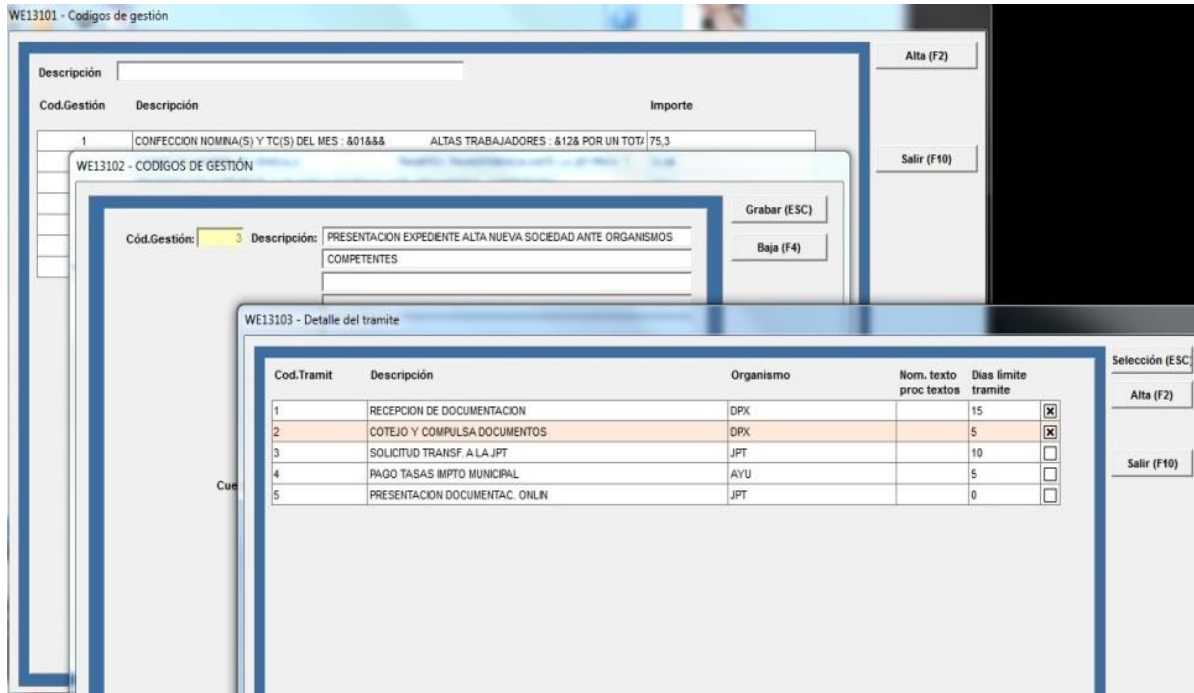 WE13101 - Codigos de gestión
Alta (F2)
Descripción
Cod.Gestión Descripción Importe
1 CONFECCION NOMINA(S) Y TC(S) DEL MES : &01&&& ALTAS TRABAJADORES : &12& POR UN TOTA 75,3
Salir (F10)
WE13102 - CODIGOS DE GESTIÓN
Grabar (ESC)
Cód.Gestión: 3 Descripción: PRESENTACION EXPEDIENTE ALTA NUEVA SOCIEDAD ANTE ORGANISMOS
Baja (F4)
COMPETENTES
WE13103 - Detalle del tramite
Selección (ESC)
Cod.Tramit Descripción Organismo Nom. texto Dias limite
proc textos tramite
Alta (F2)
1 RECEPCION DE DOCUMENTACION DPX 15
2 COTEJO Y COMPULSA DOCUMENTOS DPX 5
3 SOLICITUD TRANSF. A LA JPT JPT 10
Salir (F10)
4 PAGO TASAS IMPTO MUNICIPAL AYU 5
Cue
5 PRESENTACION DOCUMENTAC. ONLIN JPT 0